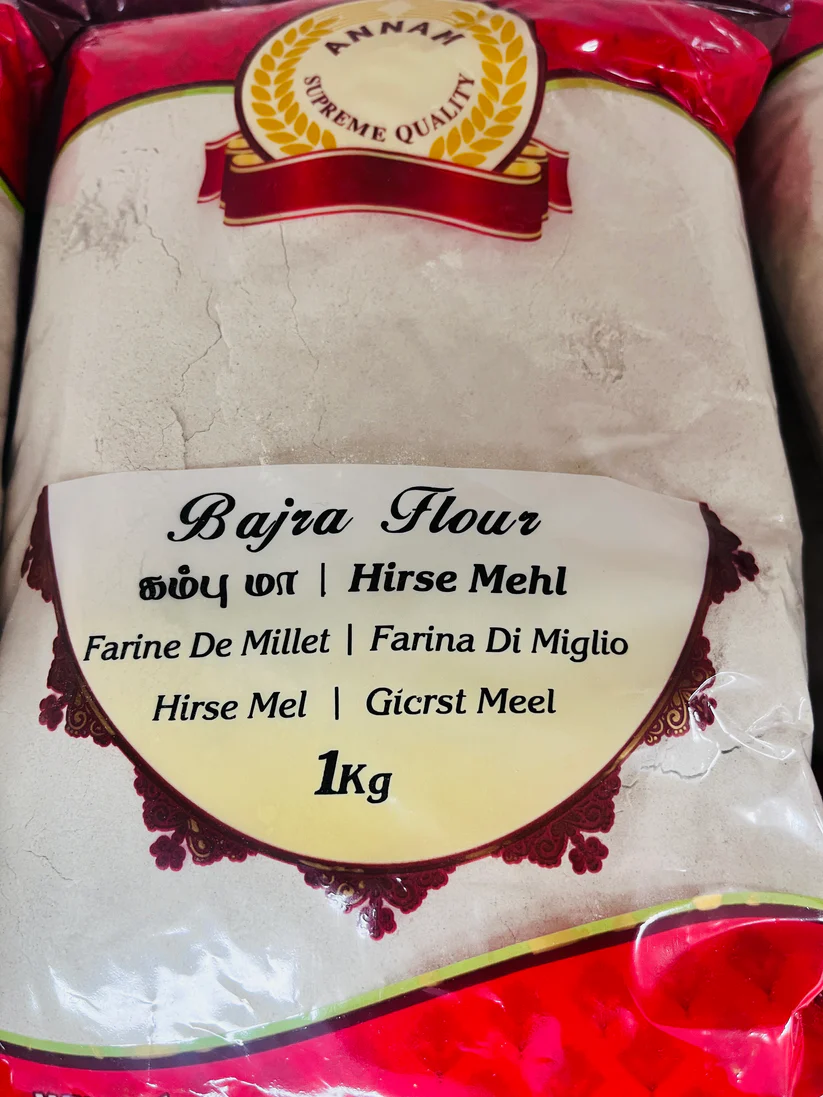 ANNAM
SUPREME QUALITY
Bajra Flour
கம்பு மா | Hirse Mehl
Farine De Millet | Farina Di Miglio
Hirse Mel | Gicrst Meel
1Kg